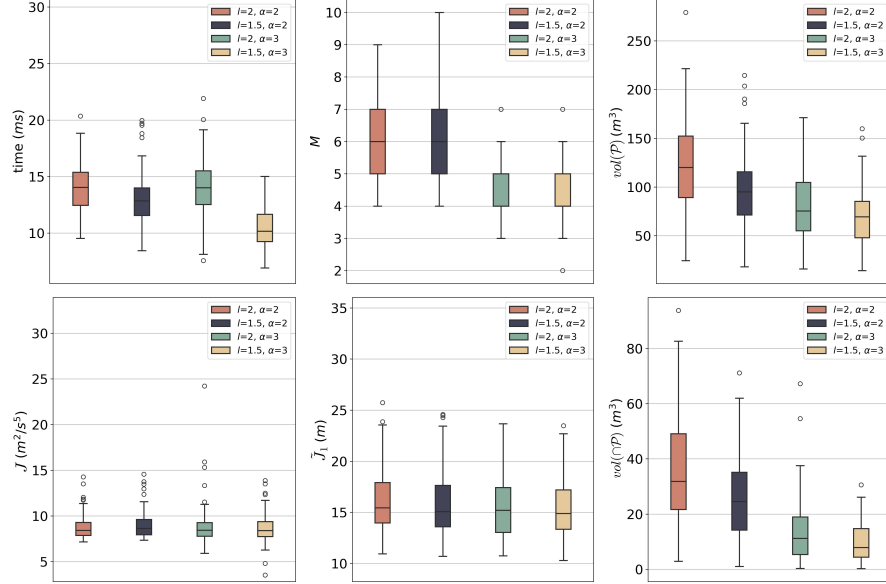 time (ms)
30
25
20
15
10
l=2, α=2
l=1.5, α=2
l=2, α=3
l=1.5, α=3
M
10
9
8
7
6
5
4
3
2
l=2, α=2
l=1.5, α=2
l=2, α=3
l=1.5, α=3
vol(𝒫) (m³)
250
200
150
100
50
l=2, α=2
l=1.5, α=2
l=2, α=3
l=1.5, α=3
J (m²/s⁵)
30
25
20
15
10
5
l=2, α=2
l=1.5, α=2
l=2, α=3
l=1.5, α=3
J̃₁ (m)
35
30
25
20
15
10
l=2, α=2
l=1.5, α=2
l=2, α=3
l=1.5, α=3
vol(∩𝒫) (m³)
80
60
40
20
0
l=2, α=2
l=1.5, α=2
l=2, α=3
l=1.5, α=3